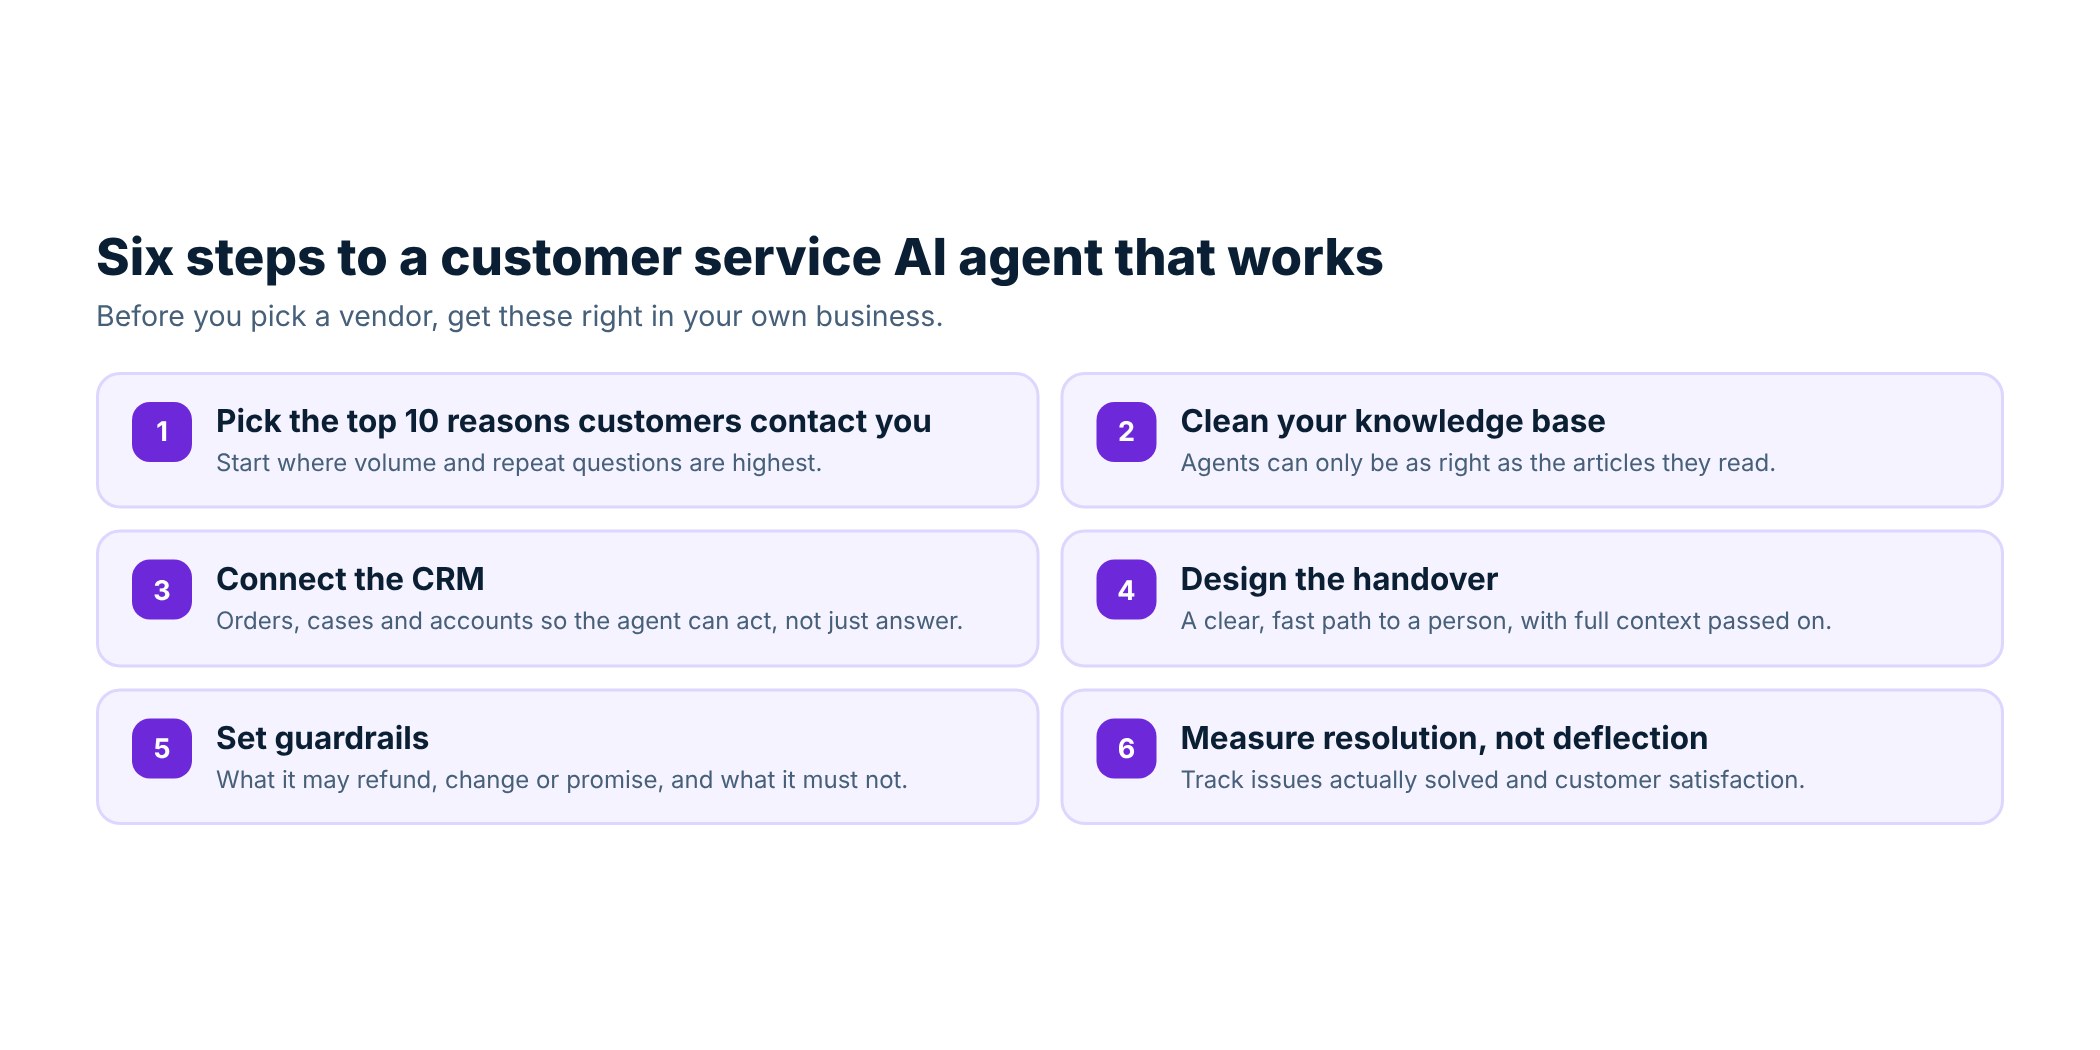 Six steps to a customer service AI agent that works
Before you pick a vendor, get these right in your own business.
1
Pick the top 10 reasons customers contact you
Start where volume and repeat questions are highest.
2
Clean your knowledge base
Agents can only be as right as the articles they read.
3
Connect the CRM
Orders, cases and accounts so the agent can act, not just answer.
4
Design the handover
A clear, fast path to a person, with full context passed on.
5
Set guardrails
What it may refund, change or promise, and what it must not.
6
Measure resolution, not deflection
Track issues actually solved and customer satisfaction.